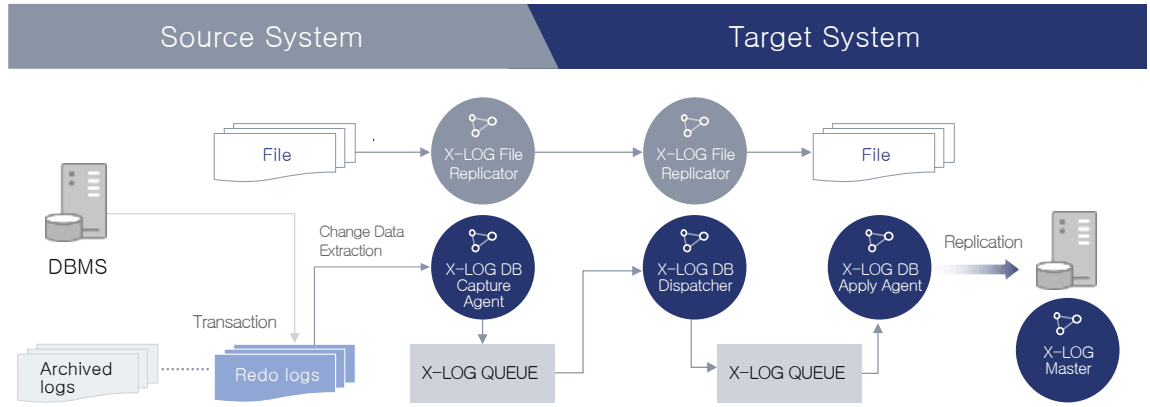 Source System
Target System
File
X-LOG File
Replicator
X-LOG File
Replicator
File
DBMS
Change Data
Extraction
X-LOG DB
Capture
Agent
X-LOG DB
Dispatcher
X-LOG DB
Apply Agent
Replication
Transaction
Archived
logs
Redo logs
X-LOG QUEUE
X-LOG QUEUE
X-LOG
Master